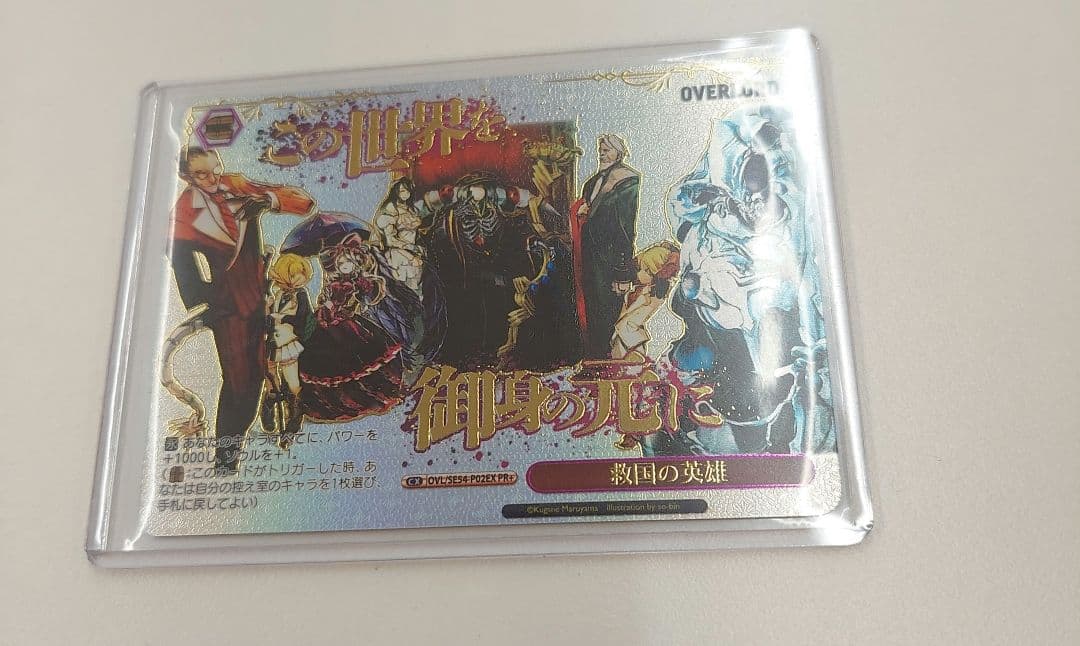 OVERLORD
この世界を
御身の元に
永 あなたのキャラすべてに、パワーを
+1000し、ソウルを+1。
( :このカードがトリガーした時、あ
なたは自分の控え室のキャラを1枚選び、
手札に戻してよい)
CX OVL/SE54-P02EX PR+
救国の英雄
©Kugane Maruyama illustration by so-bin